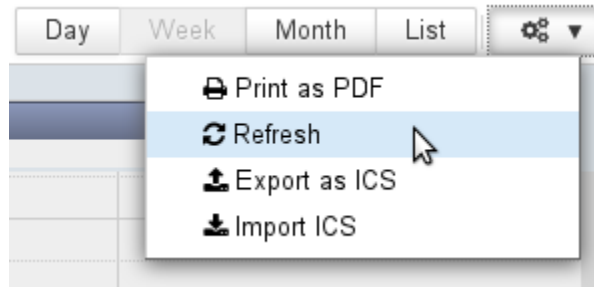 Day Week Month List
Print as PDF
Refresh
Export as ICS
Import ICS